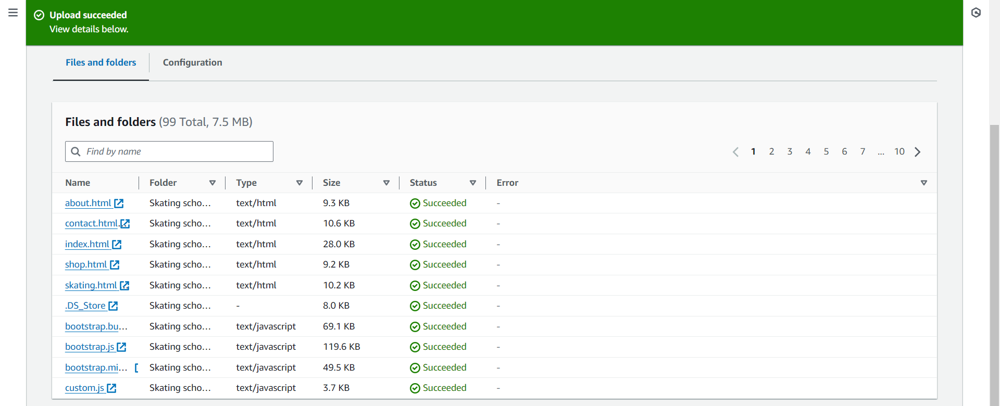 Upload succeeded
View details below.
Files and folders Configuration
Files and folders (99 Total, 7.5 MB)
Find by name 1 2 3 4 5 6 7 ... 10
Name Folder Type Size Status Error
about.html Skating scho... text/html 9.3 KB Succeeded -
contact.html... Skating scho... text/html 10.6 KB Succeeded -
index.html Skating scho... text/html 28.0 KB Succeeded -
shop.html Skating scho... text/html 9.2 KB Succeeded -
skating.html Skating scho... text/html 10.2 KB Succeeded -
.DS_Store Skating scho... - 8.0 KB Succeeded -
bootstrap.bu... Skating scho... text/javascript 69.1 KB Succeeded -
bootstrap.js Skating scho... text/javascript 119.6 KB Succeeded -
bootstrap.mi... Skating scho... text/javascript 49.5 KB Succeeded -
custom.js Skating scho... text/javascript 3.7 KB Succeeded -